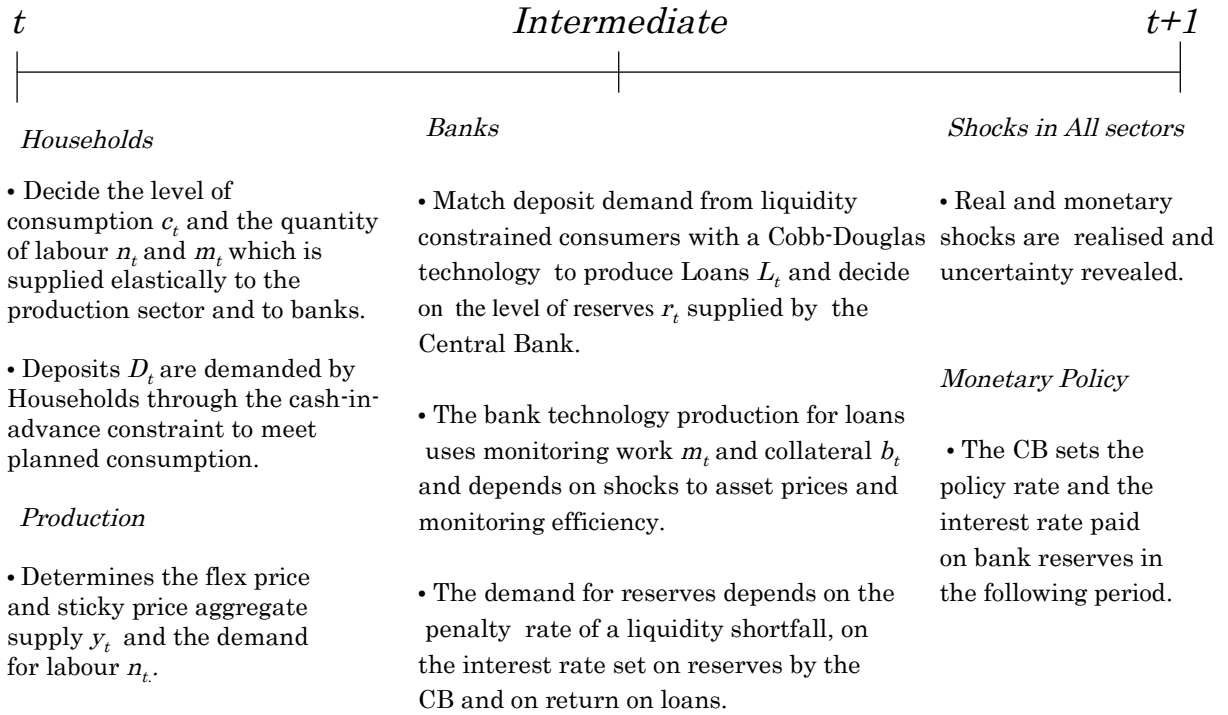 t Intermediate t+1
Households
• Decide the level of
consumption c_t and the quantity
of labour n_t and m_t which is
supplied elastically to the
production sector and to banks.
• Deposits D_t are demanded by
Households through the cash-in-
advance constraint to meet
planned consumption.
Production
• Determines the flex price
and sticky price aggregate
supply y_t and the demand
for labour n_t.
Banks
• Match deposit demand from liquidity
constrained consumers with a Cobb-Douglas
technology to produce Loans L_t and decide
on the level of reserves r_t supplied by the
Central Bank.
• The bank technology production for loans
uses monitoring work m_t and collateral b_t
and depends on shocks to asset prices and
monitoring efficiency.
• The demand for reserves depends on the
penalty rate of a liquidity shortfall, on
the interest rate set on reserves by the
CB and on return on loans.
Shocks in All sectors
• Real and monetary
shocks are realised and
uncertainty revealed.
Monetary Policy
• The CB sets the
policy rate and the
interest rate paid
on bank reserves in
the following period.